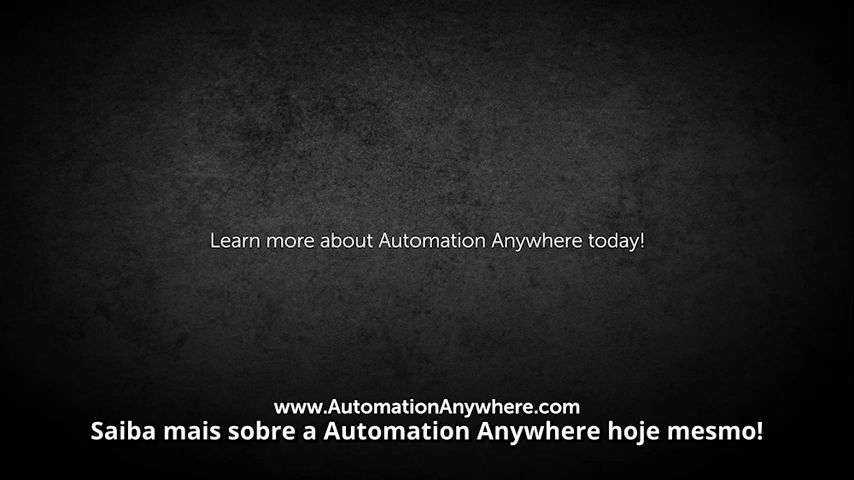 Learn more about Automation Anywhere today!
www.AutomationAnywhere.com
Saiba mais sobre a Automation Anywhere hoje mesmo!